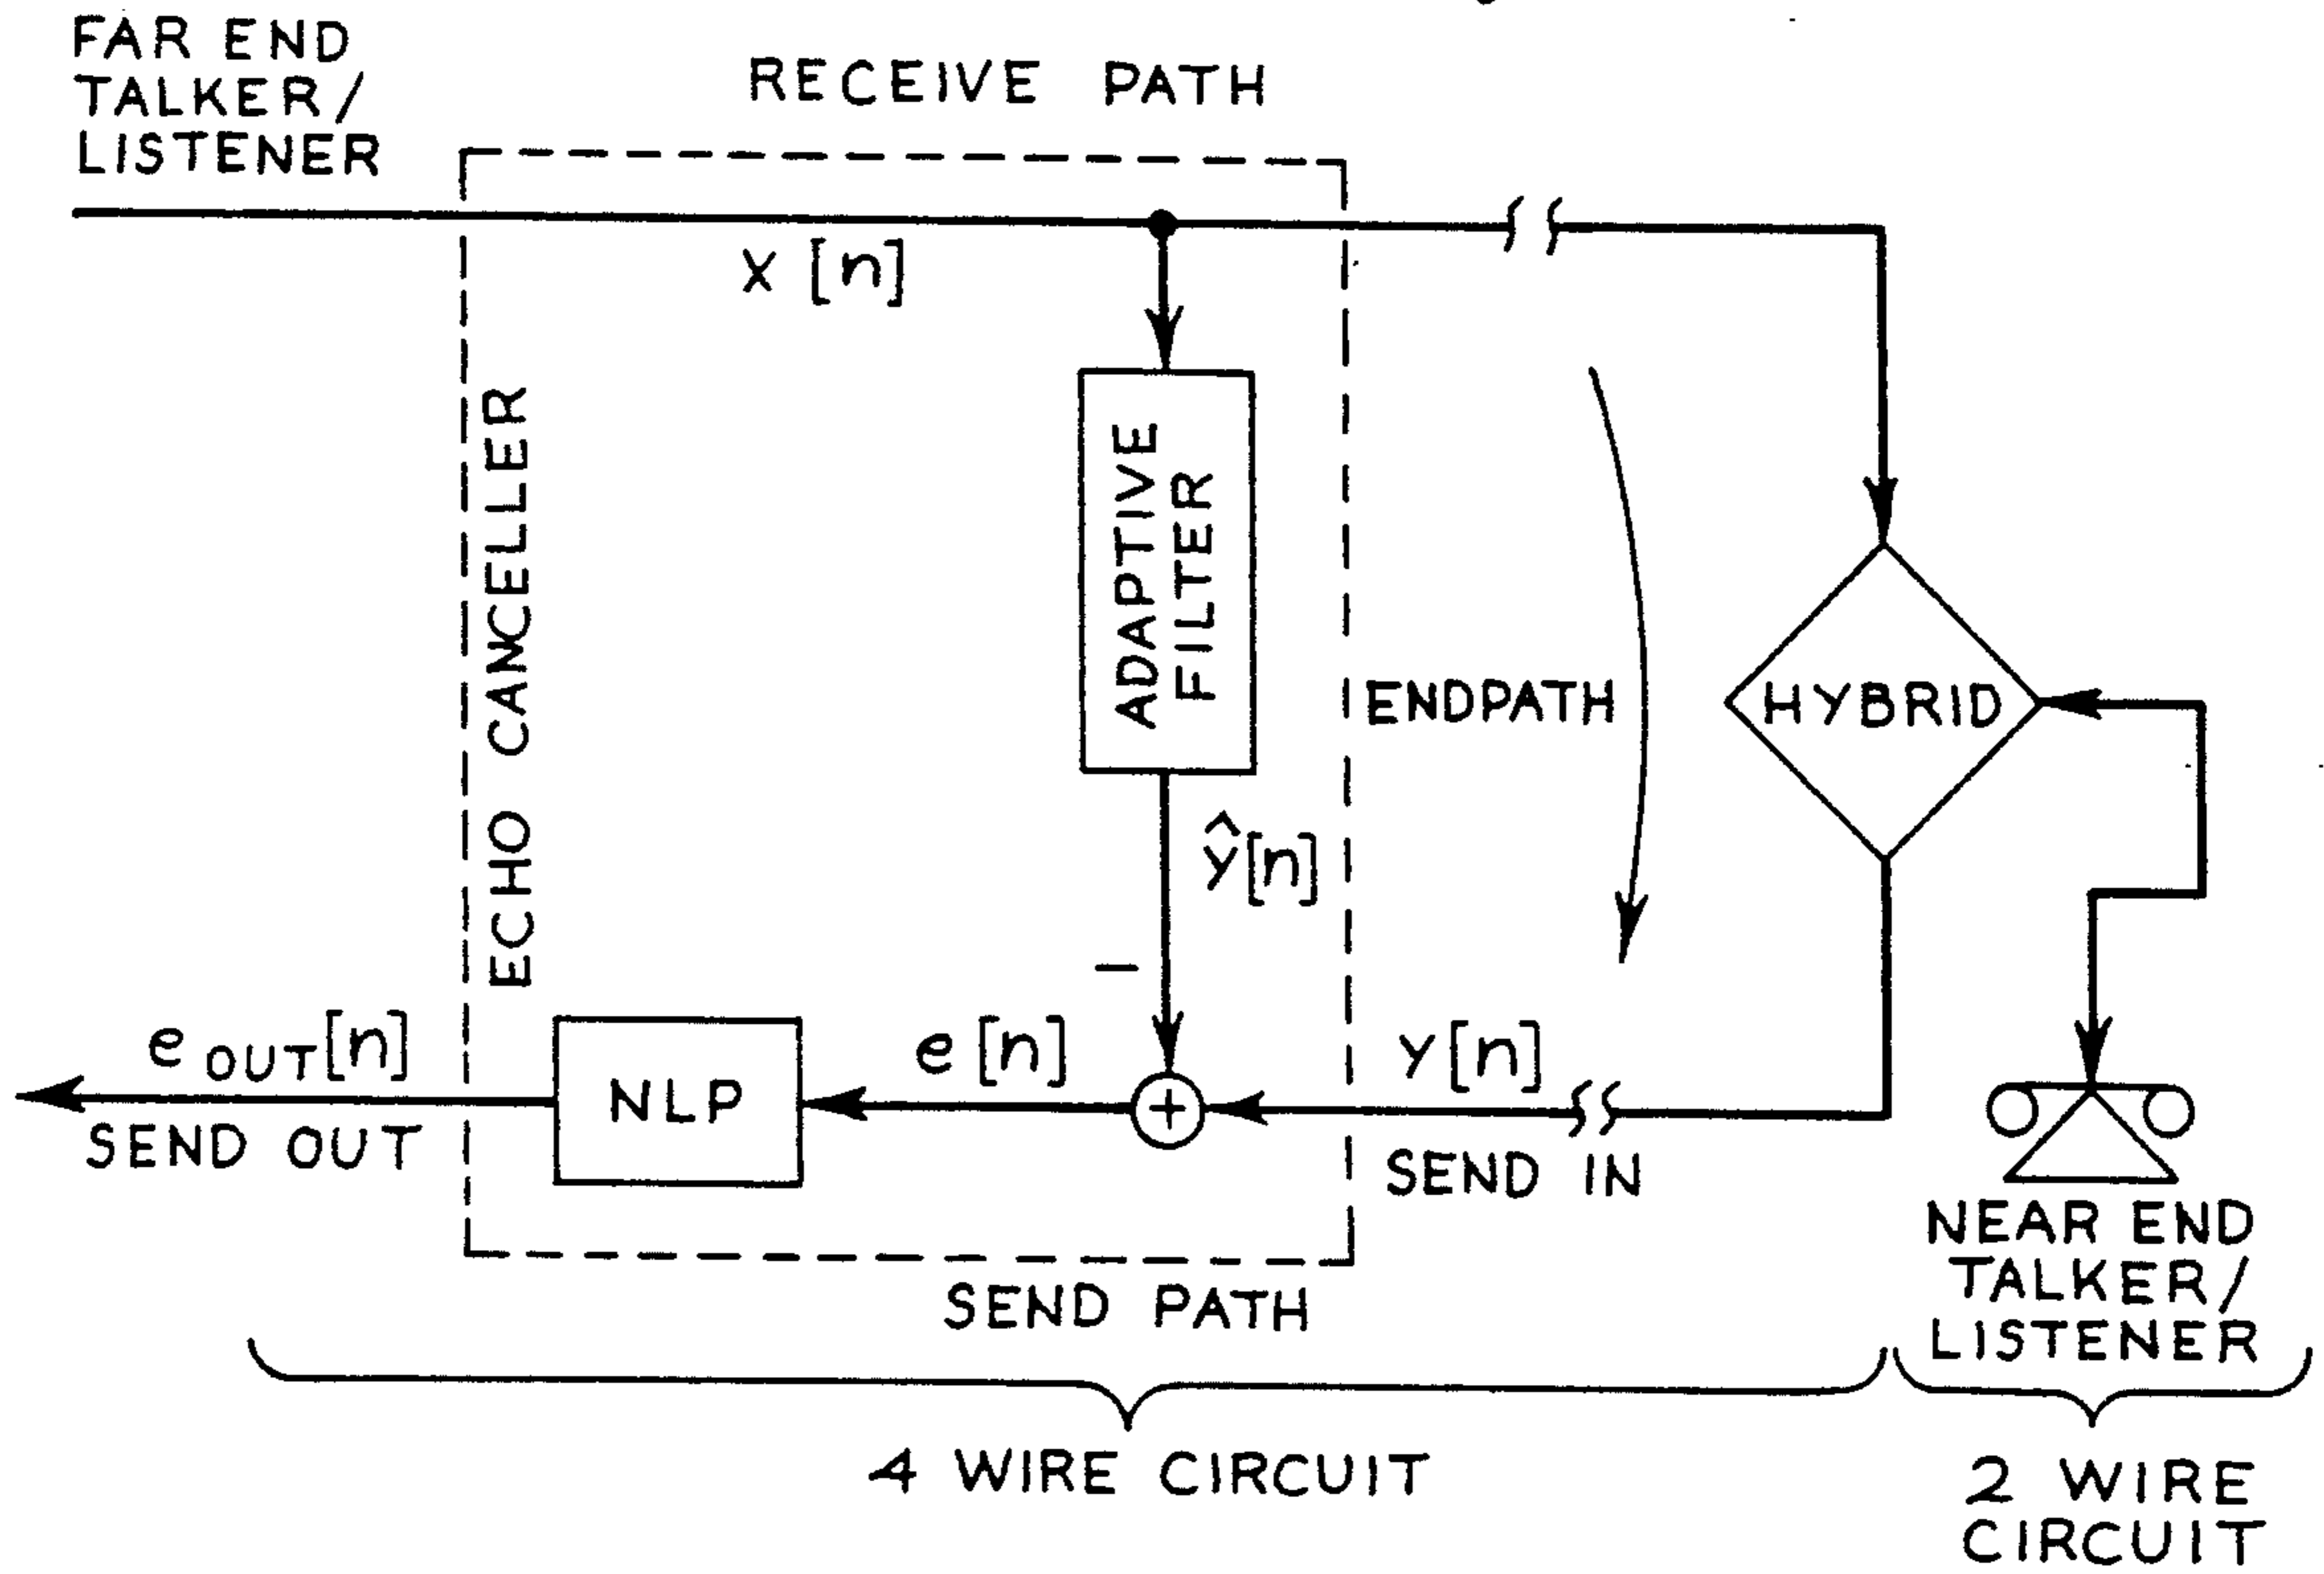 FAR END
TALKER/
LISTENER
RECEIVE PATH
x [n]
ECHO CANCELLER
ADAPTIVE
FILTER
ENDPATH
HYBRID
ŷ[n]
−
e OUT[n]
SEND OUT
NLP
e [n]
+
y [n]
SEND IN
SEND PATH
NEAR END
TALKER/
LISTENER
4 WIRE CIRCUIT
2 WIRE
CIRCUIT